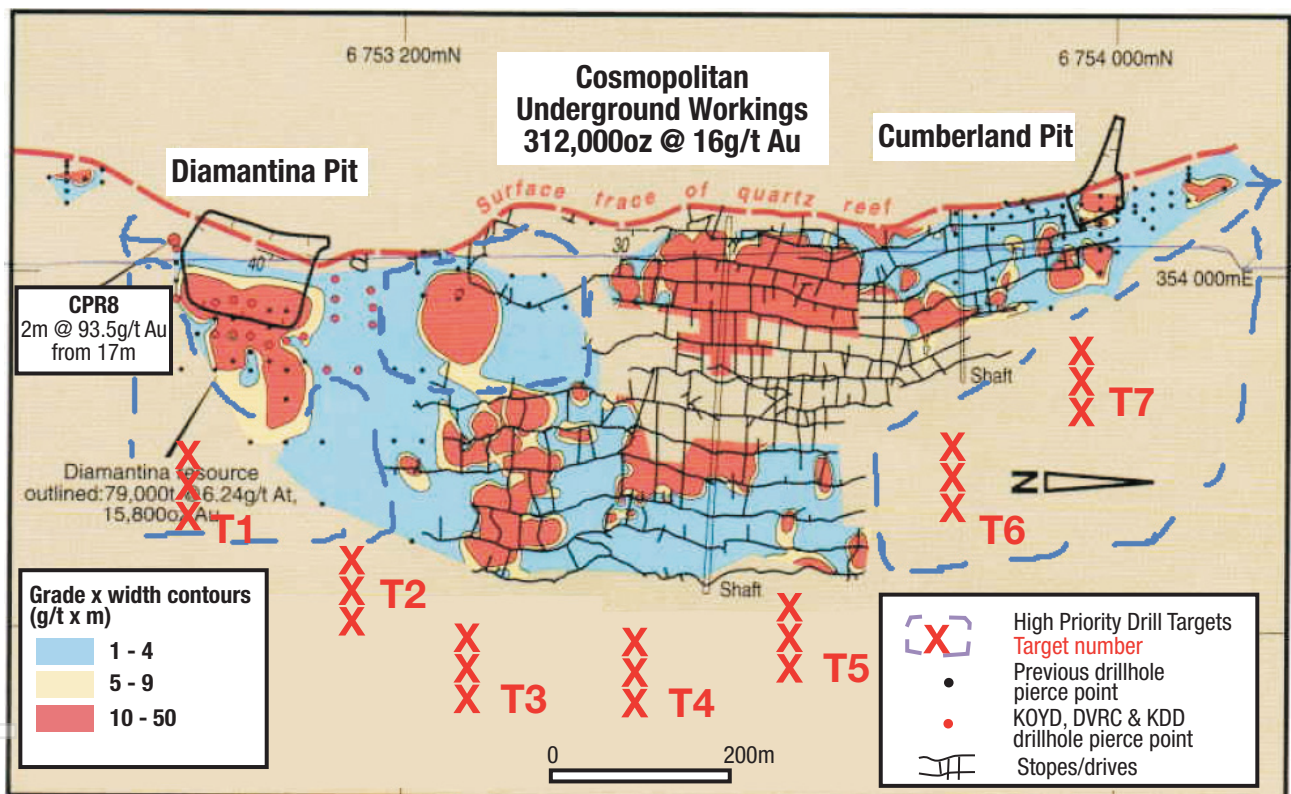 6 753 200mN
6 754 000mN
Cosmopolitan
Underground Workings
312,000oz @ 16g/t Au
Diamantina Pit
Cumberland Pit
Surface trace of quartz reef
30
40
354 000mE
CPR8
2m @ 93.5g/t Au
from 17m
Shaft
X
X
X
T7
Diamantina resource
outlined:79,000t, @6.24g/t At,
15,800oz Au
X
X
X
T1
X
X
X
T6
N
X
X
X
T2
Shaft
X
X
X
T3
X
X
X
T4
X
X
X
T5
Grade x width contours
(g/t x m)
1 - 4
5 - 9
10 - 50
0
200m
X
High Priority Drill Targets
Target number
Previous drillhole
pierce point
KOYD, DVRC & KDD
drillhole pierce point
Stopes/drives